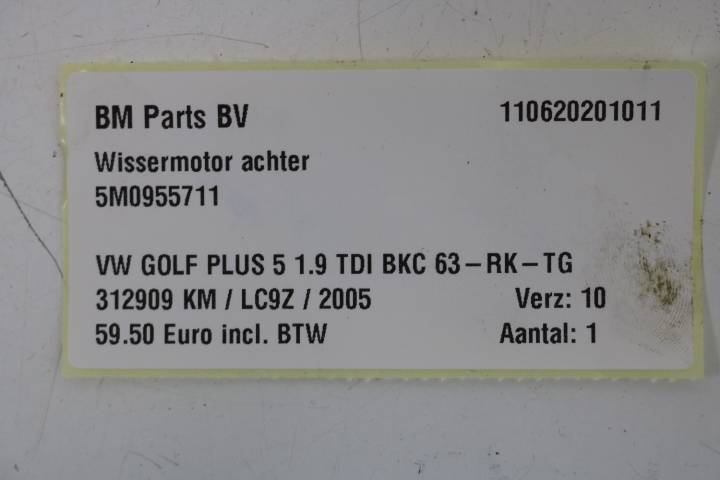 BM Parts BV 110620201011
Wissermotor achter
5M0955711
VW GOLF PLUS 5 1.9 TDI BKC 63-RK-TG
312909 KM / LC9Z / 2005 Verz: 10
59.50 Euro incl. BTW Aantal: 1